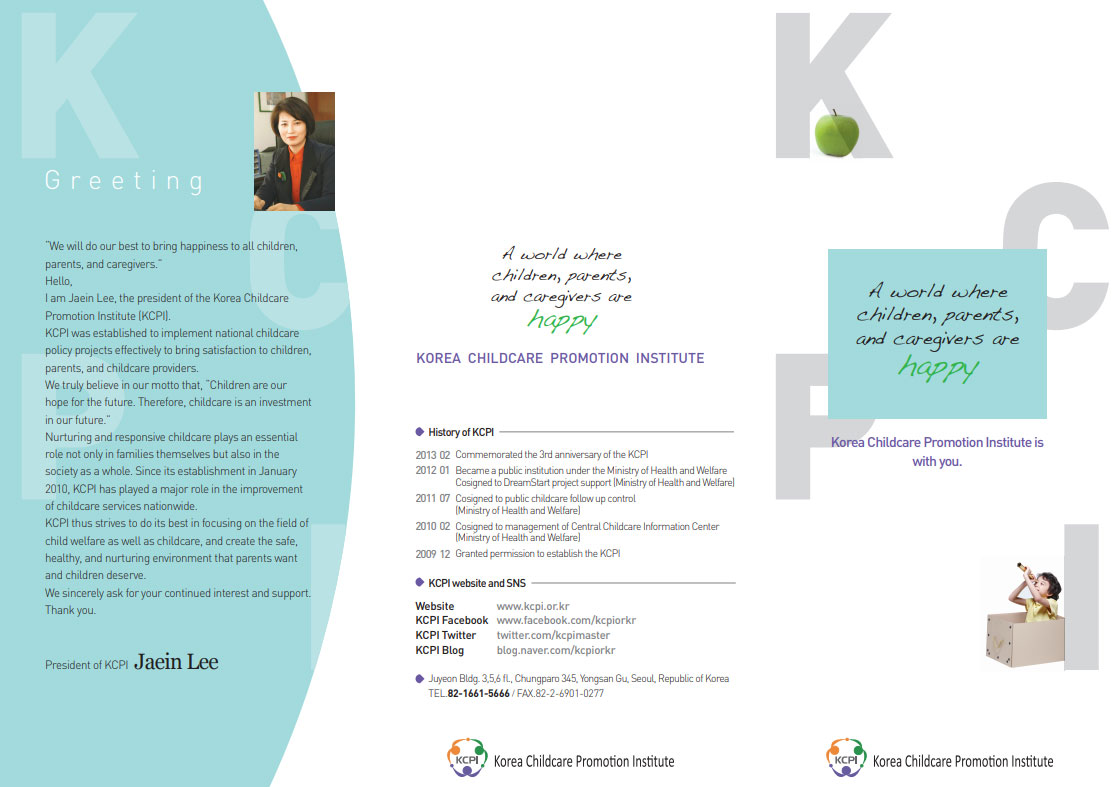 K
Greeting
C
P
I
"We will do our best to bring happiness to all children,
parents, and caregivers."
Hello,
I am Jaein Lee, the president of the Korea Childcare
Promotion Institute (KCPI).
KCPI was established to implement national childcare
policy projects effectively to bring satisfaction to children,
parents, and childcare providers.
We truly believe in our motto that, "Children are our
hope for the future. Therefore, childcare is an investment
in our future."
Nurturing and responsive childcare plays an essential
role not only in families themselves but also in the
society as a whole. Since its establishment in January
2010, KCPI has played a major role in the improvement
of childcare services nationwide.
KCPI thus strives to do its best in focusing on the field of
child welfare as well as childcare, and create the safe,
healthy, and nurturing environment that parents want
and children deserve.
We sincerely ask for your continued interest and support.
Thank you.
President of KCPI Jaein Lee
A world where
children, parents,
and caregivers are
happy
KOREA CHILDCARE PROMOTION INSTITUTE
History of KCPI
2013 02 Commemorated the 3rd anniversary of the KCPI
2012 01 Became a public institution under the Ministry of Health and Welfare
Cosigned to DreamStart project support (Ministry of Health and Welfare)
2011 07 Cosigned to public childcare follow up control
(Ministry of Health and Welfare)
2010 02 Cosigned to management of Central Childcare Information Center
(Ministry of Health and Welfare)
2009 12 Granted permission to establish the KCPI
KCPI website and SNS
Website www.kcpi.or.kr
KCPI Facebook www.facebook.com/kcpiorkr
KCPI Twitter twitter.com/kcpimaster
KCPI Blog blog.naver.com/kcpiorkr
Juyeon Bldg. 3,5,6 fl., Chungparo 345, Yongsan Gu, Seoul, Republic of Korea
TEL.82-1661-5666 / FAX.82-2-6901-0277
KCPI Korea Childcare Promotion Institute
K
C
P
I
A world where
children, parents,
and caregivers are
happy
Korea Childcare Promotion Institute is
with you.
KCPI Korea Childcare Promotion Institute